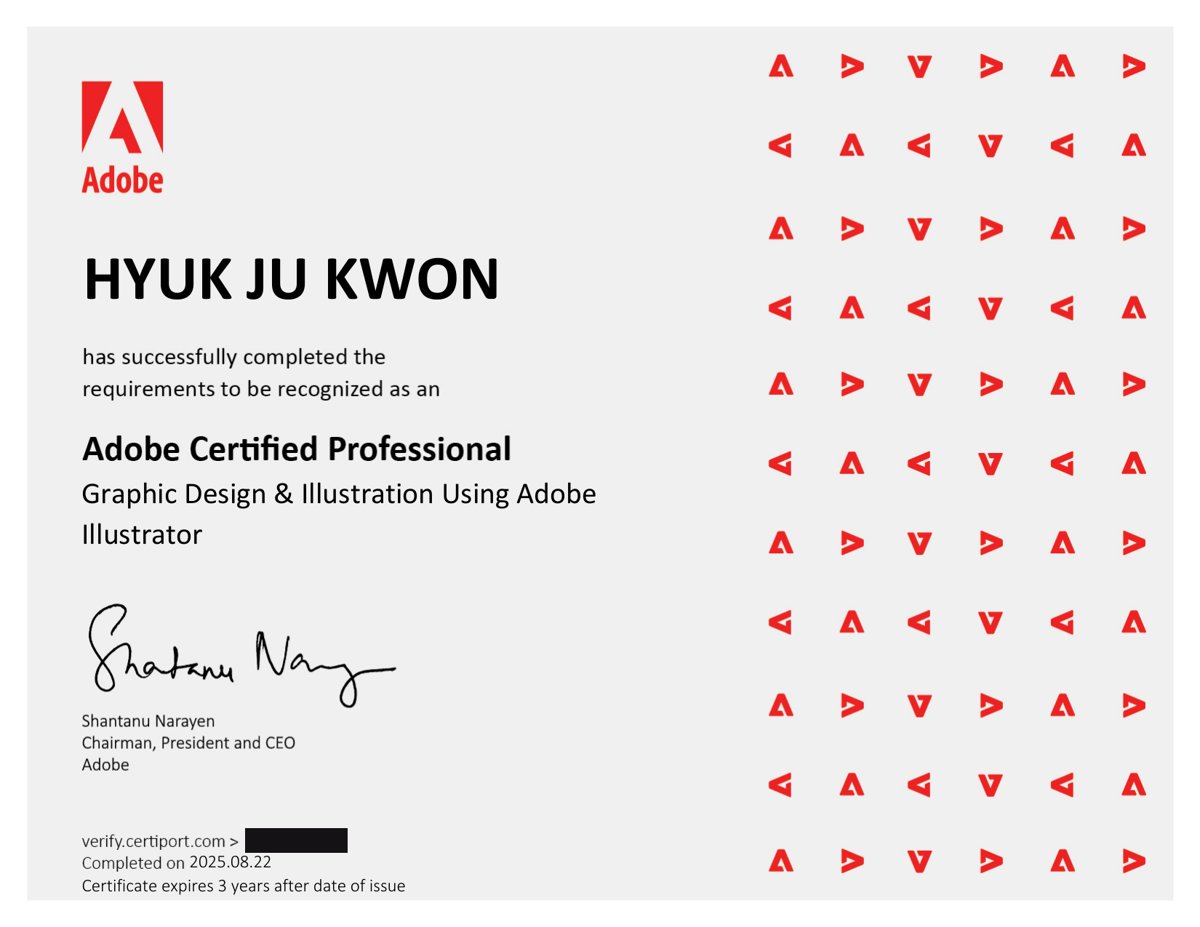 Adobe
HYUK JU KWON
has successfully completed the
requirements to be recognized as an
Adobe Certified Professional
Graphic Design & Illustration Using Adobe
Illustrator
Shantanu Narayen
Shantanu Narayen
Chairman, President and CEO
Adobe
verify.certiport.com >
Completed on 2025.08.22
Certificate expires 3 years after date of issue